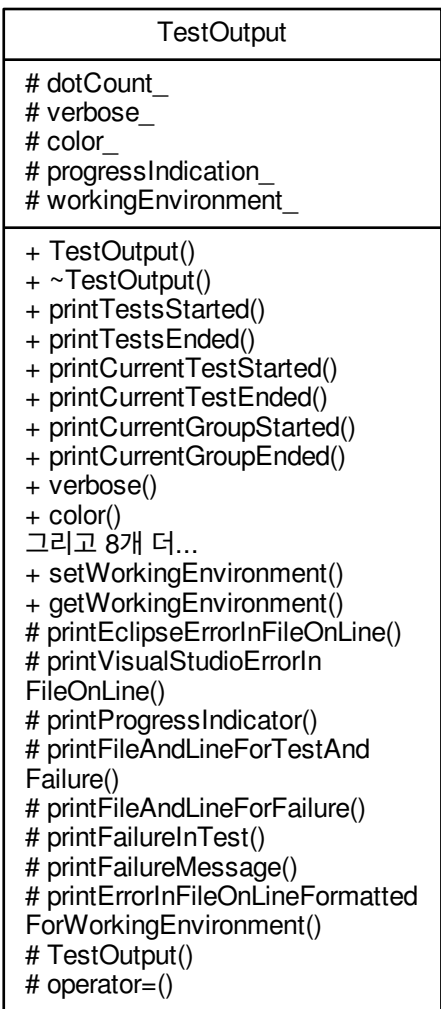 TestOutput
# dotCount_
# verbose_
# color_
# progressIndication_
# workingEnvironment_
+ TestOutput()
+ ~TestOutput()
+ printTestsStarted()
+ printTestsEnded()
+ printCurrentTestStarted()
+ printCurrentTestEnded()
+ printCurrentGroupStarted()
+ printCurrentGroupEnded()
+ verbose()
+ color()
그리고 8개 더...
+ setWorkingEnvironment()
+ getWorkingEnvironment()
# printEclipseErrorInFileOnLine()
# printVisualStudioErrorIn
FileOnLine()
# printProgressIndicator()
# printFileAndLineForTestAnd
Failure()
# printFileAndLineForFailure()
# printFailureInTest()
# printFailureMessage()
# printErrorInFileOnLineFormatted
ForWorkingEnvironment()
# TestOutput()
# operator=()